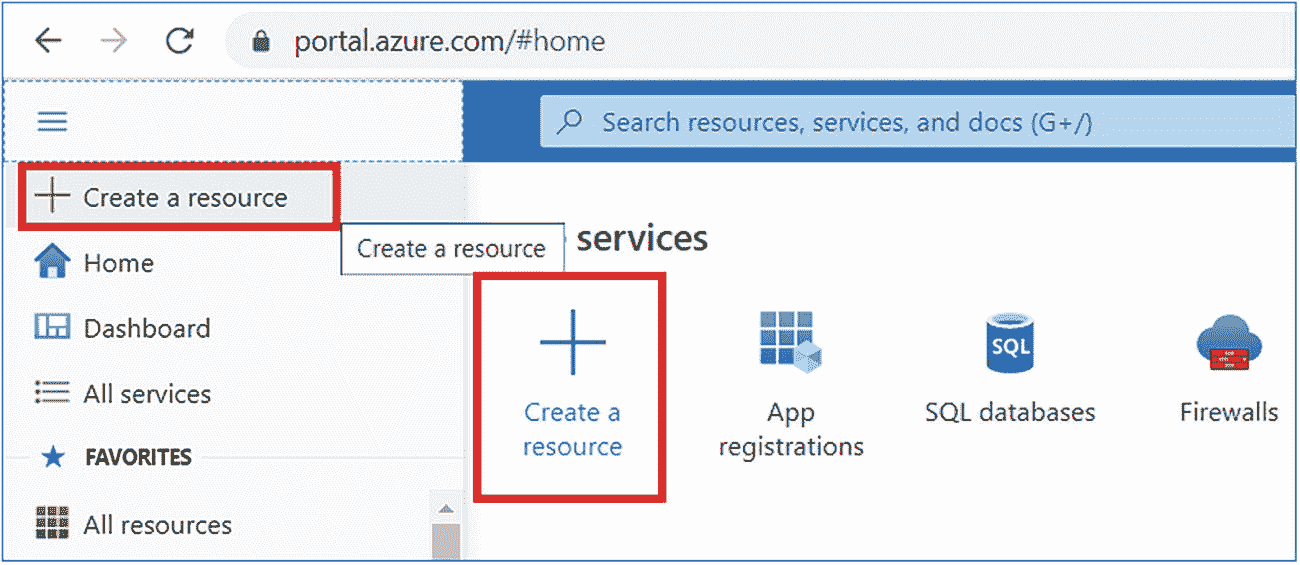 portal.azure.com/#home
Search resources, services, and docs (G+/)
Create a resource
Create a resource
services
Home
Dashboard
All services
FAVORITES
All resources
Create a
resource
App
registrations
SQL
SQL databases
Firewalls